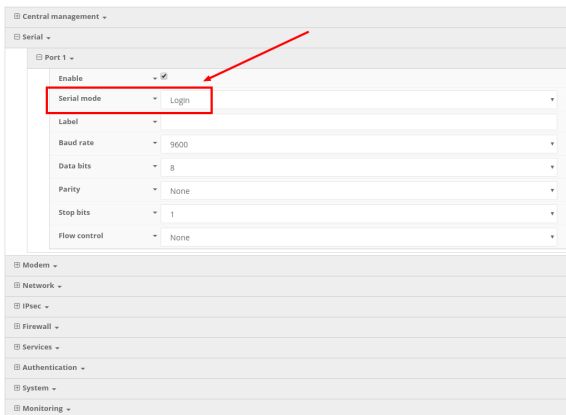 Central management
Serial
Port 1
Enable
Serial mode Login
Label
Baud rate 9600
Data bits 8
Parity None
Stop bits 1
Flow control None
Modem
Network
IPsec
Firewall
Services
Authentication
System
Monitoring